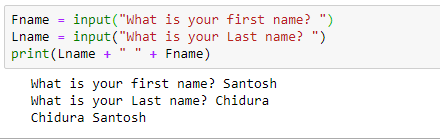 Fname = input("What is your first name? ")
Lname = input("What is your Last name? ")
print(Lname + " " + Fname)
What is your first name? Santosh
What is your Last name? Chidura
Chidura Santosh